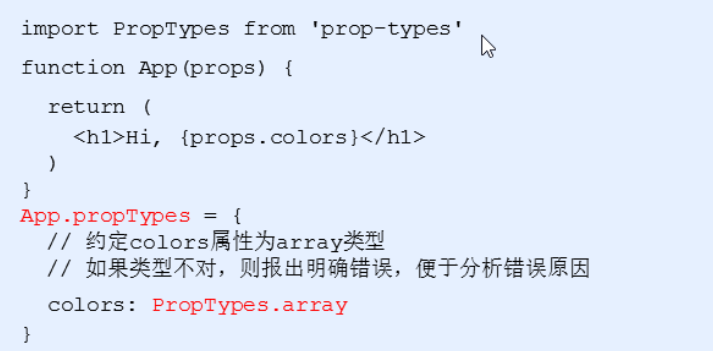 import PropTypes from 'prop-types'
function App(props) {
return (
<h1>Hi, {props.colors}</h1>
)
}
App.propTypes = {
// 约定colors属性为array类型
// 如果类型不对，则报出明确错误，便于分析错误原因
colors: PropTypes.array
}